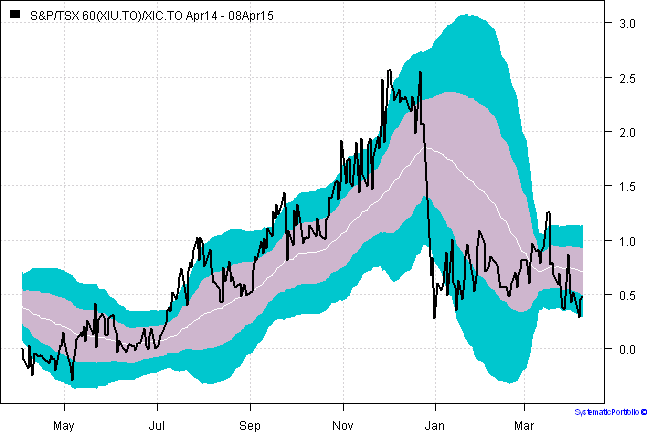 S&P/TSX 60(XIU.TO)/XIC.TO Apr14 - 08Apr15
3.0
2.5
2.0
1.5
1.0
0.5
0.0
SystematicPortfolio ©
May Jul Sep Nov Jan Mar